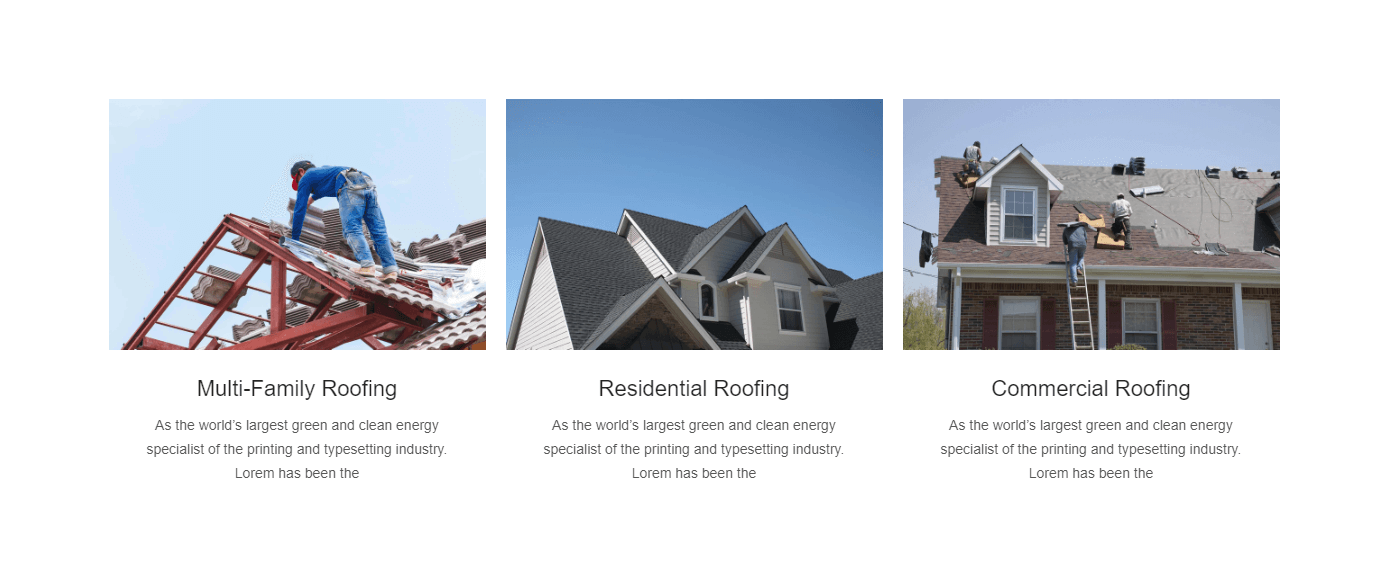 Multi-Family Roofing
As the world’s largest green and clean energy
specialist of the printing and typesetting industry.
Lorem has been the
Residential Roofing
As the world’s largest green and clean energy
specialist of the printing and typesetting industry.
Lorem has been the
Commercial Roofing
As the world’s largest green and clean energy
specialist of the printing and typesetting industry.
Lorem has been the